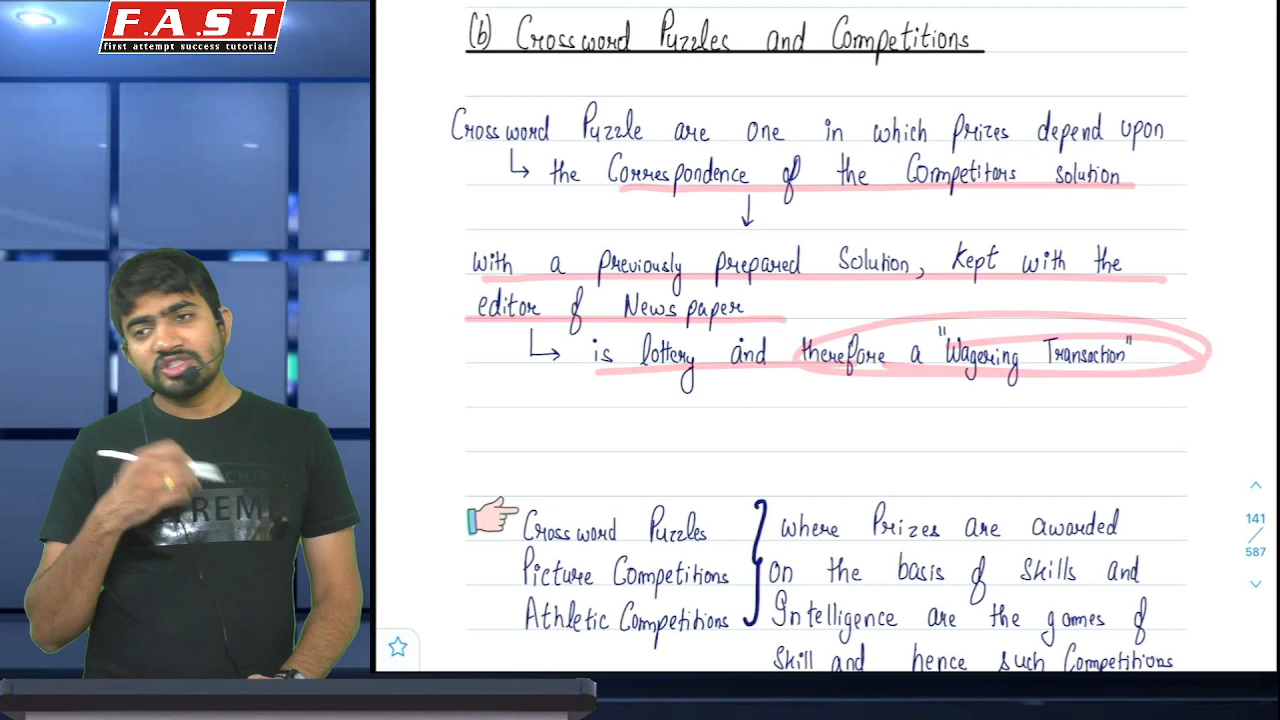 F.A.S.T
First attempt success tutorials
(b) Crossword Puzzles and Competitions
Crossword Puzzle are one in which prizes depend upon
↳ the Correspondence of the Competitors solution
↓
with a previously prepared Solution, kept with the
editor of Newspaper
↳ is lottery and therefore a "Wagering Transaction"
Crossword Puzzles
Picture Competitions
Athletic Competitions
where Prizes are awarded
on the basis of Skills and
Intelligence are the games of
Skill and hence such Competitions
141
/
587